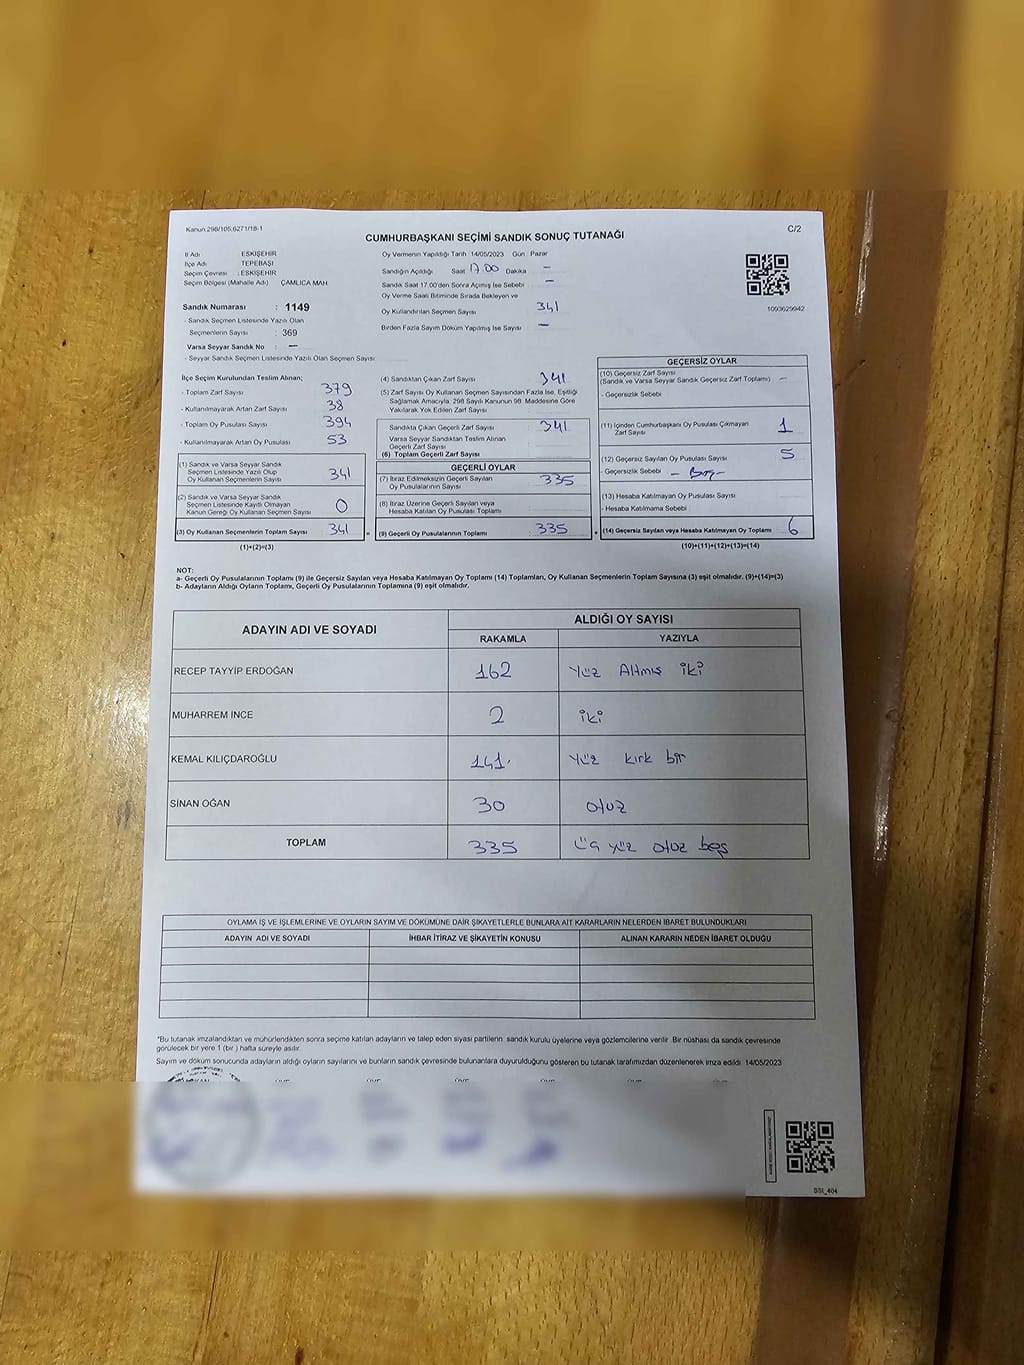 Kanun:298/105,6271/18-1
C/2
CUMHURBAŞKANI SEÇİMİ SANDIK SONUÇ TUTANAĞI
İl Adı ESKİŞEHİR
İlçe Adı TEPEBAŞI
Seçim Çevresi : ESKİŞEHİR
Seçim Bölgesi (Mahalle Adı) ÇAMLICA MAH.
Sandık Numarası : 1149
- Sandık Seçmen Listesinde Yazılı Olan
Seçmenlerin Sayısı : 369
Varsa Seyyar Sandık No : –
- Seyyar Sandık Seçmen Listesinde Yazılı Olan Seçmen Sayısı
Oy Vermenin Yapıldığı Tarih :14/05/2023 Gün : Pazar
Sandığın Açıldığı Saat 17.00 Dakika –
Sandık Saat 17.00'den Sonra Açılmış İse Sebebi –
Oy Verme Saati Bitiminde Sırada Bekleyen ve
Oy Kullandırılan Seçmen Sayısı 341
Birden Fazla Sayım Döküm Yapılmış İse Sayısı –
1093629942
İlçe Seçim Kurulundan Teslim Alınan;
- Toplam Zarf Sayısı 379
- Kullanılmayarak Artan Zarf Sayısı 38
- Toplam Oy Pusulası Sayısı 394
- Kullanılmayarak Artan Oy Pusulası 53
(1) Sandık ve Varsa Seyyar Sandık
Seçmen Listesinde Yazılı Olup
Oy Kullanan Seçmenlerin Sayısı 341
(2) Sandık ve Varsa Seyyar Sandık
Seçmen Listesinde Kayıtlı Olmayan
Kanun Gereği Oy Kullanan Seçmen Sayısı 0
(3) Oy Kullanan Seçmenlerin Toplam Sayısı 341
(1)+(2)=(3)
(4) Sandıktan Çıkan Zarf Sayısı 341
(5) Zarf Sayısı Oy Kullanan Seçmen Sayısından Fazla İse, Eşitliği
Sağlamak Amacıyla; 298 Sayılı Kanunun 98. Maddesine Göre
Yakılarak Yok Edilen Zarf Sayısı
Sandıkta Çıkan Geçerli Zarf Sayısı 341
Varsa Seyyar Sandıktan Teslim Alınan
Geçerli Zarf Sayısı
(6) Toplam Geçerli Zarf Sayısı
GEÇERLİ OYLAR
(7) İtiraz Edilmeksizin Geçerli Sayılan
Oy Pusulalarının Sayısı 335
(8) İtiraz Üzerine Geçerli Sayılan veya
Hesaba Katılan Oy Pusulası Toplamı
= (9) Geçerli Oy Pusulalarının Toplamı 335
GEÇERSİZ OYLAR
(10) Geçersiz Zarf Sayısı
(Sandık ve Varsa Seyyar Sandık Geçersiz Zarf Toplamı) –
- Geçersizlik Sebebi
(11) İçinden Cumhurbaşkanı Oy Pusulası Çıkmayan
Zarf Sayısı 1
(12) Geçersiz Sayılan Oy Pusulası Sayısı 5
- Geçersizlik Sebebi
(13) Hesaba Katılmayan Oy Pusulası Sayısı
- Hesaba Katılmama Sebebi
+ (14) Geçersiz Sayılan veya Hesaba Katılmayan Oy Toplamı 6
(10)+(11)+(12)+(13)=(14)
NOT:
a- Geçerli Oy Pusulalarının Toplamı (9) ile Geçersiz Sayılan veya Hesaba Katılmayan Oy Toplamı (14) Toplamları, Oy Kullanan Seçmenlerin Toplam Sayısına (3) eşit olmalıdır. (9)+(14)=(3)
b- Adayların Aldığı Oyların Toplamı, Geçerli Oy Pusulalarının Toplamına (9) eşit olmalıdır.
ADAYIN ADI VE SOYADI ALDIĞI OY SAYISI
RAKAMLA YAZIYLA
RECEP TAYYİP ERDOĞAN 162 Yüz Altmış iki
MUHARREM İNCE 2 iki
KEMAL KILIÇDAROĞLU 141 Yüz kırk bir
SİNAN OĞAN 30 otuz
TOPLAM 335 üç yüz otuz beş
OYLAMA İŞ VE İŞLEMLERİNE VE OYLARIN SAYIM VE DÖKÜMÜNE DAİR ŞİKAYETLERLE BUNLARA AİT KARARLARIN NELERDEN İBARET BULUNDUKLARI
ADAYIN ADI VE SOYADI İHBAR İTİRAZ VE ŞİKAYETİN KONUSU ALINAN KARARIN NEDEN İBARET OLDUĞU
"Bu tutanak imzalandıktan ve mühürlendikten sonra seçime katılan adayların ve talep eden siyasi partilerin sandık kurulu üyelerine veya gözlemcilerine verilir. Bir nüshası da sandık çevresinde
görülecek bir yere 1 (bir) hafta süreyle asılır.
Sayım ve döküm sonucunda adayların aldığı oyların sayılarını ve bunların sandık çevresinde bulunanlara duyurulduğunu gösteren bu tutanak tarafımızdan düzenlenerek imza edildi. 14/05/2023